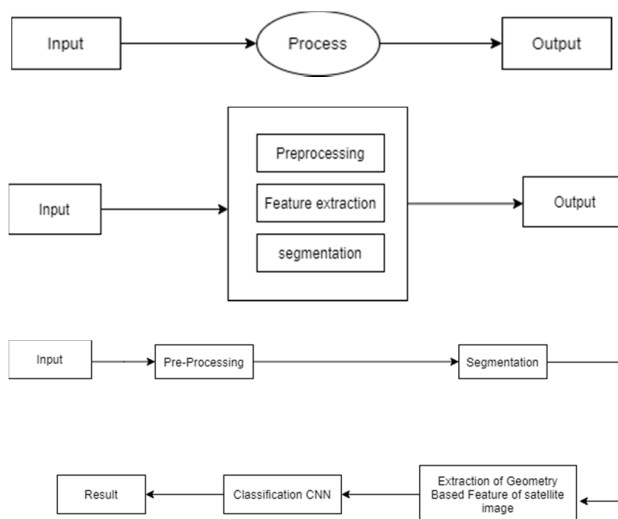 Input
Process
Output
Preprocessing
Input
Feature extraction
Output
segmentation
Input
Pre-Processing
Segmentation
Result
Classification CNN
Extraction of Geometry
Based Feature of satellite
image